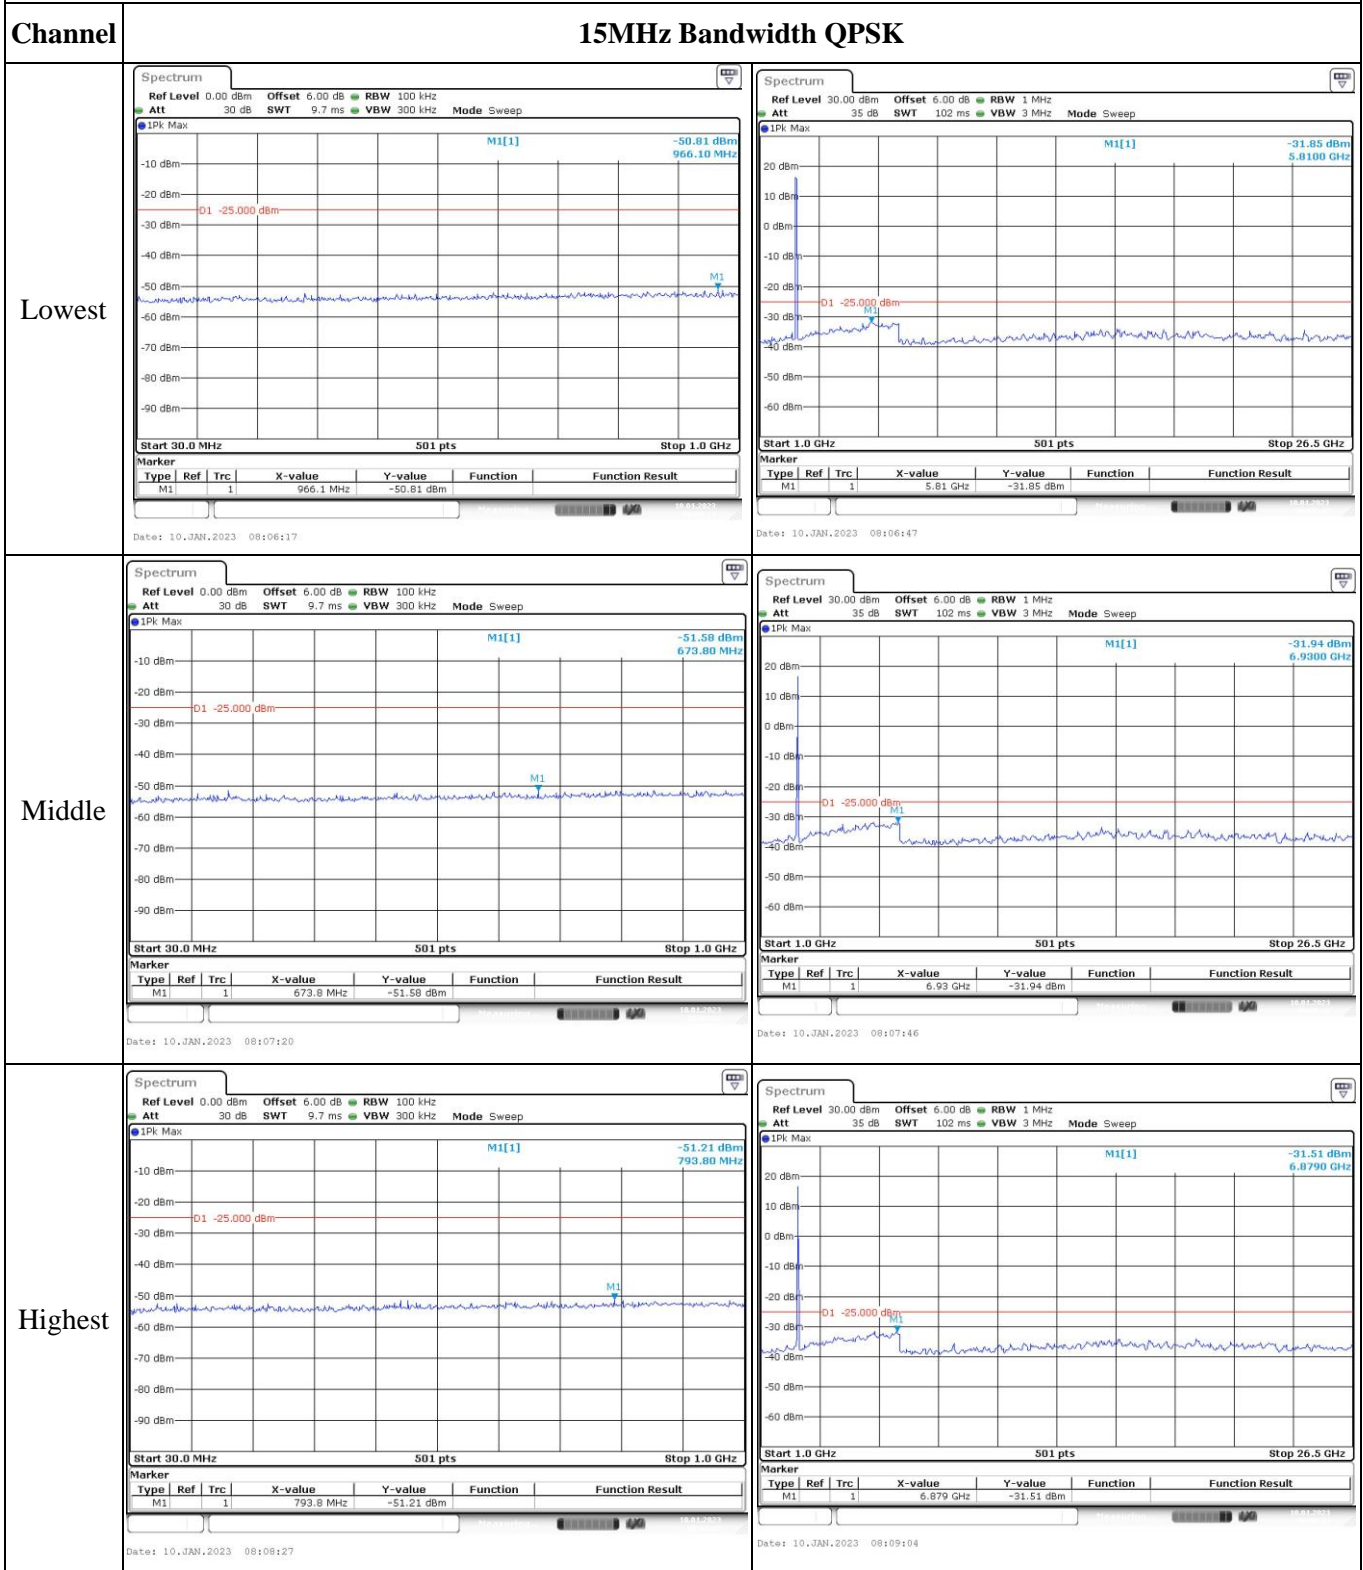 Channel 15MHz Bandwidth QPSK
Lowest
Spectrum
Ref Level 0.00 dBm Offset 6.00 dB RBW 100 kHz
Att 30 dB SWT 9.7 ms VBW 300 kHz Mode Sweep
1Pk Max
M1[1] -50.81 dBm
966.10 MHz
-10 dBm
-20 dBm
D1 -25.000 dBm
-30 dBm
-40 dBm
M1
-50 dBm
-60 dBm
-70 dBm
-80 dBm
-90 dBm
Start 30.0 MHz 501 pts Stop 1.0 GHz
Marker
Type Ref Trc X-value Y-value Function Function Result
M1 1 966.1 MHz -50.81 dBm
Date: 10.JAN.2023 08:06:17
Spectrum
Ref Level 30.00 dBm Offset 6.00 dB RBW 1 MHz
Att 35 dB SWT 102 ms VBW 3 MHz Mode Sweep
1Pk Max
M1[1] -31.85 dBm
5.8100 GHz
20 dBm
10 dBm
0 dBm
-10 dBm
-20 dBm
D1 -25.000 dBm
M1
-30 dBm
-40 dBm
-50 dBm
-60 dBm
Start 1.0 GHz 501 pts Stop 26.5 GHz
Marker
Type Ref Trc X-value Y-value Function Function Result
M1 1 5.81 GHz -31.85 dBm
Date: 10.JAN.2023 08:06:47
Middle
Spectrum
Ref Level 0.00 dBm Offset 6.00 dB RBW 100 kHz
Att 30 dB SWT 9.7 ms VBW 300 kHz Mode Sweep
1Pk Max
M1[1] -51.58 dBm
673.80 MHz
-10 dBm
-20 dBm
D1 -25.000 dBm
-30 dBm
-40 dBm
M1
-50 dBm
-60 dBm
-70 dBm
-80 dBm
-90 dBm
Start 30.0 MHz 501 pts Stop 1.0 GHz
Marker
Type Ref Trc X-value Y-value Function Function Result
M1 1 673.8 MHz -51.58 dBm
Date: 10.JAN.2023 08:07:20
Spectrum
Ref Level 30.00 dBm Offset 6.00 dB RBW 1 MHz
Att 35 dB SWT 102 ms VBW 3 MHz Mode Sweep
1Pk Max
M1[1] -31.94 dBm
6.9300 GHz
20 dBm
10 dBm
0 dBm
-10 dBm
-20 dBm
D1 -25.000 dBm
M1
-30 dBm
-40 dBm
-50 dBm
-60 dBm
Start 1.0 GHz 501 pts Stop 26.5 GHz
Marker
Type Ref Trc X-value Y-value Function Function Result
M1 1 6.93 GHz -31.94 dBm
Date: 10.JAN.2023 08:07:46
Highest
Spectrum
Ref Level 0.00 dBm Offset 6.00 dB RBW 100 kHz
Att 30 dB SWT 9.7 ms VBW 300 kHz Mode Sweep
1Pk Max
M1[1] -51.21 dBm
793.80 MHz
-10 dBm
-20 dBm
D1 -25.000 dBm
-30 dBm
-40 dBm
M1
-50 dBm
-60 dBm
-70 dBm
-80 dBm
-90 dBm
Start 30.0 MHz 501 pts Stop 1.0 GHz
Marker
Type Ref Trc X-value Y-value Function Function Result
M1 1 793.8 MHz -51.21 dBm
Date: 10.JAN.2023 08:08:27
Spectrum
Ref Level 30.00 dBm Offset 6.00 dB RBW 1 MHz
Att 35 dB SWT 102 ms VBW 3 MHz Mode Sweep
1Pk Max
M1[1] -31.51 dBm
6.8790 GHz
20 dBm
10 dBm
0 dBm
-10 dBm
-20 dBm
D1 -25.000 dBm
M1
-30 dBm
-40 dBm
-50 dBm
-60 dBm
Start 1.0 GHz 501 pts Stop 26.5 GHz
Marker
Type Ref Trc X-value Y-value Function Function Result
M1 1 6.879 GHz -31.51 dBm
Date: 10.JAN.2023 08:09:04